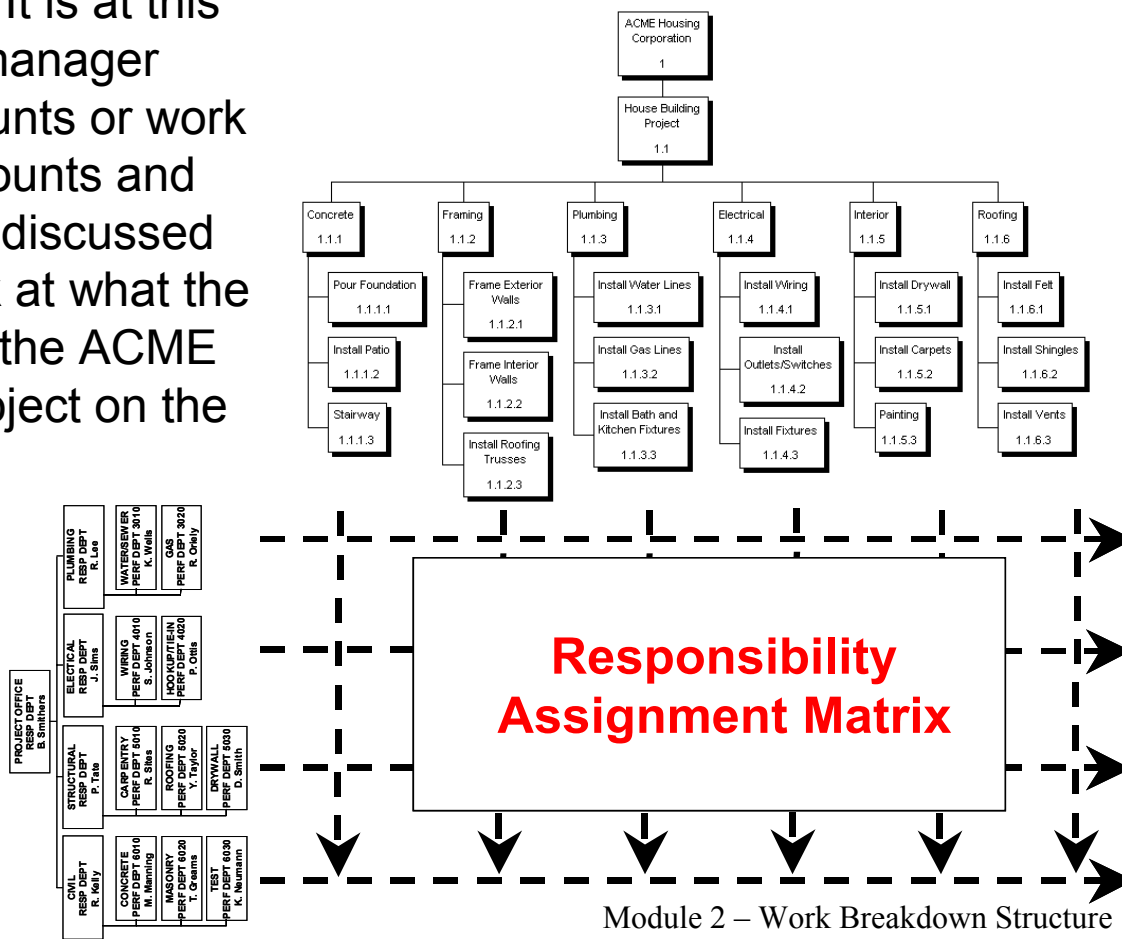 nt is at this
manager
unts or work
ounts and
discussed
k at what the
the ACME
oject on the
ACME Housing
Corporation
1
House Building
Project
1.1
Concrete
1.1.1
Framing
1.1.2
Plumbing
1.1.3
Electrical
1.1.4
Interior
1.1.5
Roofing
1.1.6
Pour Foundation
1.1.1.1
Install Patio
1.1.1.2
Stairway
1.1.1.3
Frame Exterior
Walls
1.1.2.1
Frame Interior
Walls
1.1.2.2
Install Roofing
Trusses
1.1.2.3
Install Water Lines
1.1.3.1
Install Gas Lines
1.1.3.2
Install Bath and
Kitchen Fixtures
1.1.3.3
Install Wiring
1.1.4.1
Install
Outlets/Switches
1.1.4.2
Install Fixtures
1.1.4.3
Install Drywall
1.1.5.1
Install Carpets
1.1.5.2
Painting
1.1.5.3
Install Felt
1.1.6.1
Install Shingles
1.1.6.2
Install Vents
1.1.6.3
PROJECT OFFICE
RESP DEPT
B. Smithers
PLUMBING
RESP DEPT
R. Lee
WATER/SEWER
PERF DEPT 3010
K. Wells
GAS
PERF DEPT 3020
R. Oriely
ELECTICAL
RESP DEPT
J. Sims
WIRING
PERF DEPT 4010
S. Johnson
HOOKUP/TIE-IN
PERF DEPT 4020
P. Ottis
STRUCTURAL
RESP DEPT
P. Tate
CARPENTRY
PERF DEPT 5010
R. Sites
ROOFING
PERF DEPT 5020
Y. Taylor
DRYWALL
PERF DEPT 5030
D. Smith
CIVIL
RESP DEPT
R. Kelly
CONCRETE
PERF DEPT 6010
M. Manning
MASONRY
PERF DEPT 6020
T. Greams
TEST
PERF DEPT 6030
K. Neumann
Responsibility
Assignment Matrix
Module 2 – Work Breakdown Structure